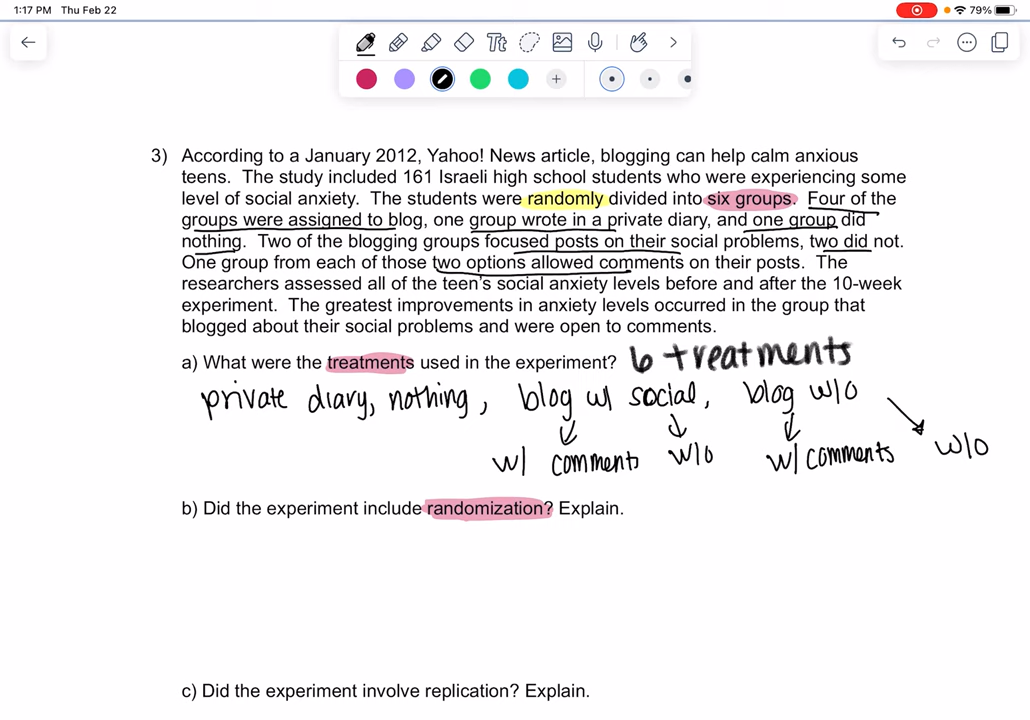 1:17 PM Thu Feb 22
79%
Tt
3) According to a January 2012, Yahoo! News article, blogging can help calm anxious
teens. The study included 161 Israeli high school students who were experiencing some
level of social anxiety. The students were randomly divided into six groups. Four of the
groups were assigned to blog, one group wrote in a private diary, and one group did
nothing. Two of the blogging groups focused posts on their social problems, two did not.
One group from each of those two options allowed comments on their posts. The
researchers assessed all of the teen's social anxiety levels before and after the 10-week
experiment. The greatest improvements in anxiety levels occurred in the group that
blogged about their social problems and were open to comments.
a) What were the treatments used in the experiment? 6 treatments
private diary, nothing, blog w/ social, blog w/o
w/ comments w/o w/ comments w/o
b) Did the experiment include randomization? Explain.
c) Did the experiment involve replication? Explain.